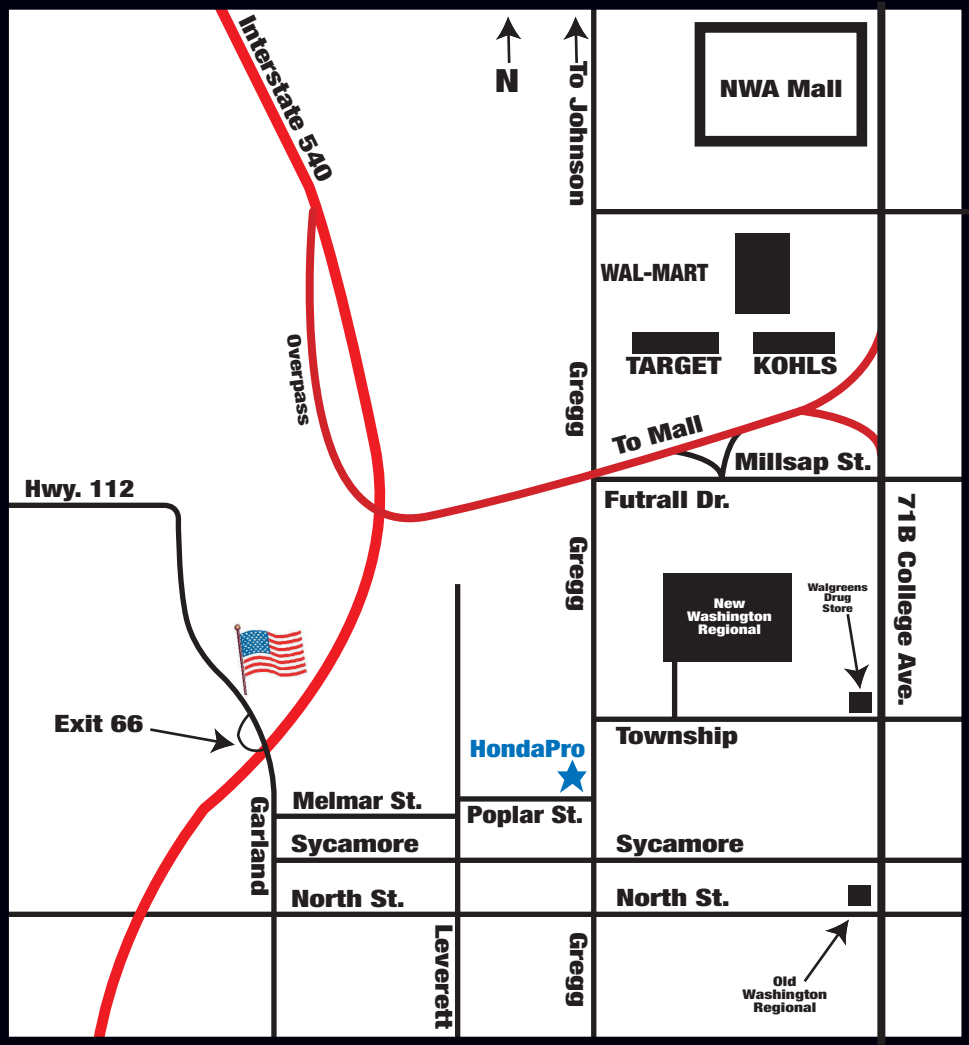 Interstate 540
N
To Johnson
NWA Mall
WAL-MART
TARGET
KOHLS
Overpass
Gregg
To Mall
Millsap St.
Hwy. 112
Futrall Dr.
71B College Ave.
Gregg
New
Washington
Regional
Walgreens
Drug
Store
Exit 66
HondaPro
Township
Garland
Melmar St.
Poplar St.
Sycamore
Sycamore
North St.
North St.
Leverett
Gregg
Old
Washington
Regional